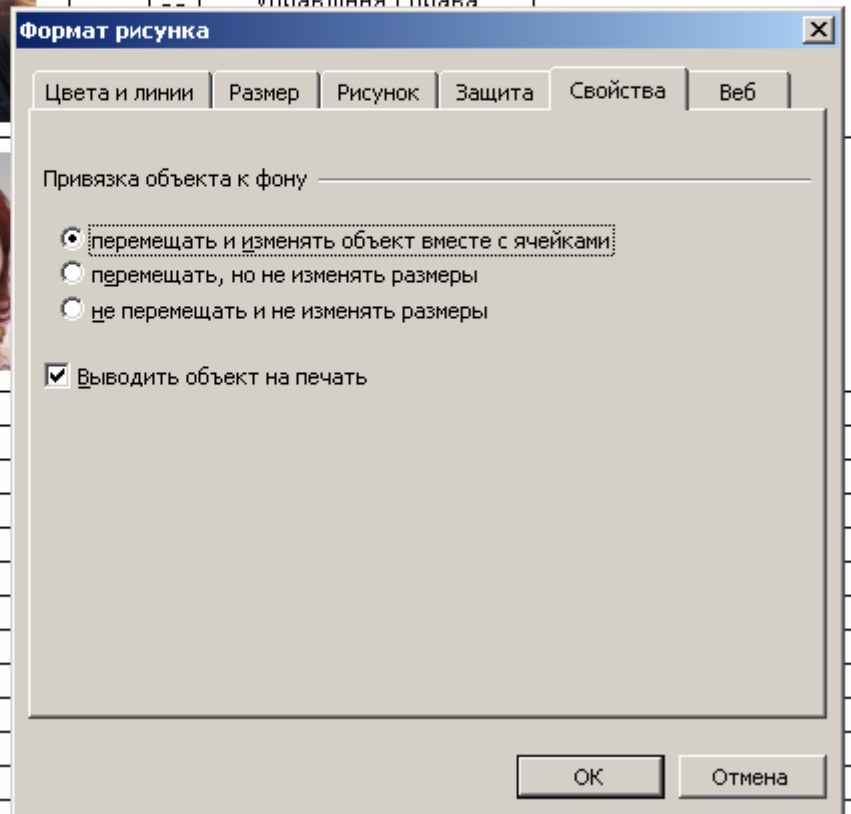 Формат рисунка
Цвета и линии Размер Рисунок Защита Свойства Веб
Привязка объекта к фону
перемещать и изменять объект вместе с ячейками
перемещать, но не изменять размеры
не перемещать и не изменять размеры
Выводить объект на печать
ОК Отмена